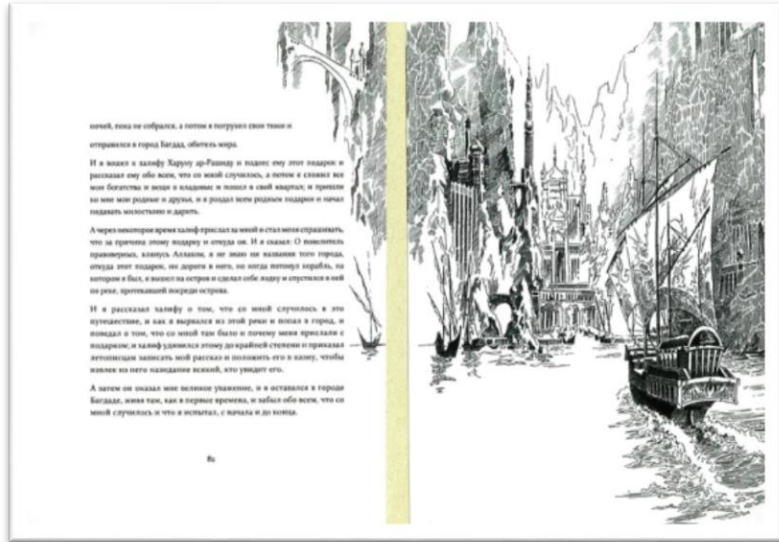 ночей, пока не собрался, а потом я погрузил свои тюки и
отправился в город Багдад, обитель мира.
И я вошел к халифу Харуну ар-Рашиду и поднес ему этот подарок и
рассказал ему обо всем, что со мной случилось, а потом я сложил все
мои богатства и вещи в кладовые и пошел в свой квартал; и пришли
ко мне мои родные и друзья, и я роздал всем родным подарки и начал
подавать милостыню и дарить.
А через некоторое время халиф прислал за мной и стал меня спрашивать,
что за причина этому подарку и откуда он. И я сказал: О повелитель
правоверных, клянусь Аллахом, я не знаю ни названия того города,
откуда этот подарок, ни дороги в него, но когда потонул корабль, на
котором я был, я вышел на остров и сделал себе лодку и спустился в ней
по реке, протекавшей посреди острова.
И я рассказал халифу о том, что со мной случилось в это
путешествие, и как я вырвался из этой реки и попал в город, и
поведал о том, что со мной там было и почему меня прислали с
подарком; и халиф удивился этому до крайней степени и приказал
летописцам записать мой рассказ и положить его в казну, чтобы
извлек из него назидание всякий, кто увидит его.
А затем он оказал мне великое уважение, и я оставался в городе
Багдаде, живя там, как в первые времена, и забыл обо всем, что со
мной случилось и что я испытал, с начала и до конца.